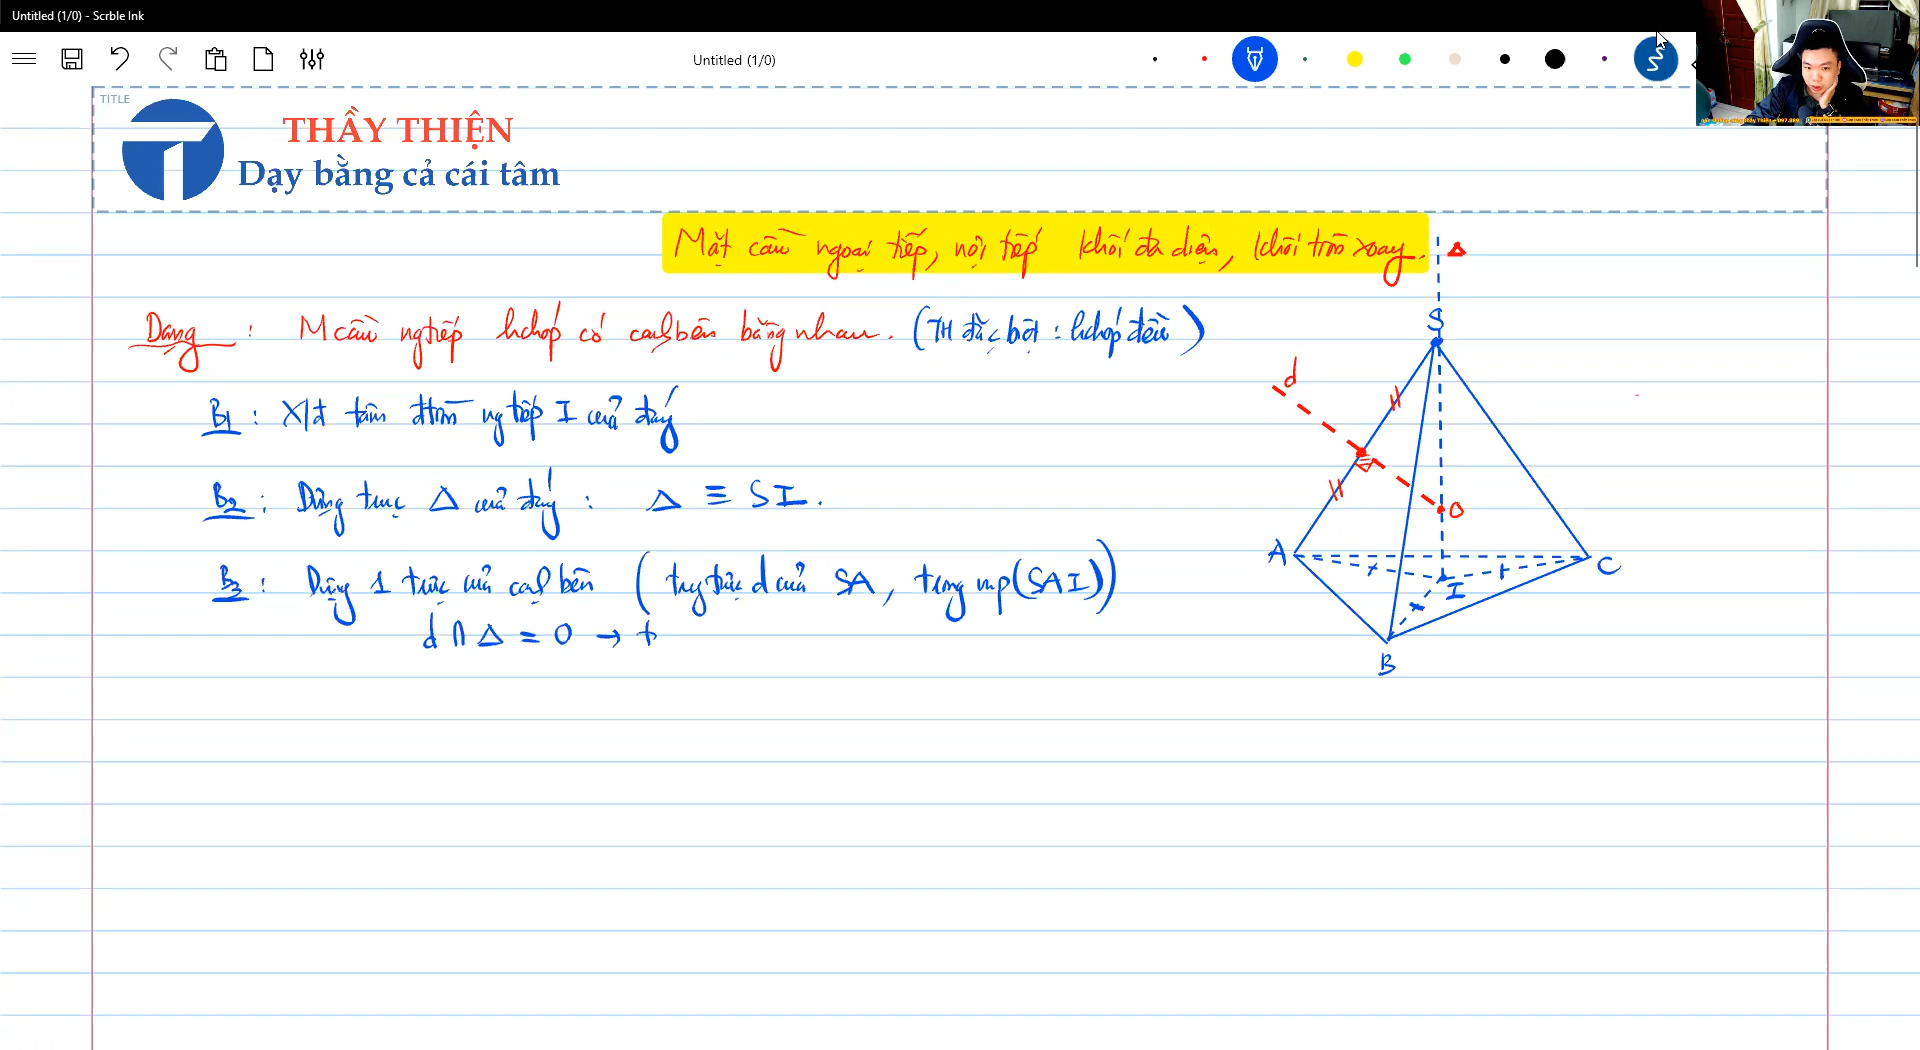 Untitled (1/0) - Scrble Ink
Untitled (1/0)
TITLE
THẦY THIỆN
Dạy bằng cả cái tâm
Mặt cầu ngoại tiếp, nội tiếp khối đa diện, khối tròn xoay.
Δ
Dạng : M cầu ngtiếp hchóp có cạnh bên bằng nhau. (TH đặc biệt : hchóp đều)
S
d
B1 : X/đ tâm đtròn ngtiếp I của đáy
B2 : Dựng trục Δ của đáy : Δ ≡ SI.
O
A
C
I
B3 : Dựng 1 trục của cạnh bên (trg trực d của SA, trong mp(SAI))
d ∩ Δ = O → t
B